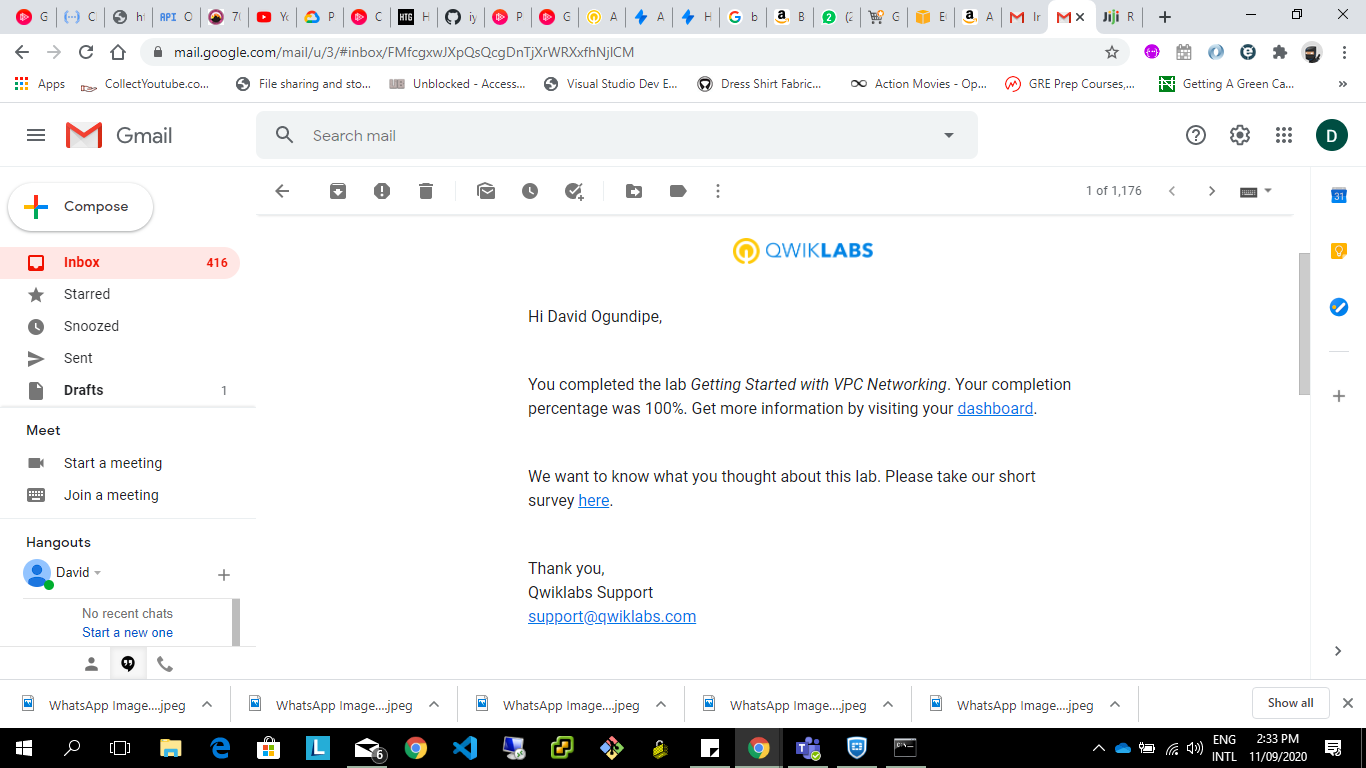 G
h
API O
7
Yc
P
C
HTG H
iy
P
G
A
A
H
b
B
(2
G
E
A
Ir
M
Jiji R
mail.google.com/mail/u/3/#inbox/FMfcgxwJXpQsQcgDnTjXrWRXxfhNjlCM
Apps
CollectYoutube.co...
File sharing and sto...
UB Unblocked - Access...
Visual Studio Dev E...
Dress Shirt Fabric...
Action Movies - Op...
GRE Prep Courses,...
Getting A Green Ca...
»
Gmail
Search mail
D
Compose
1 of 1,176
31
Inbox 416
Starred
Snoozed
Sent
Drafts 1
Meet
Start a meeting
Join a meeting
Hangouts
David
No recent chats
Start a new one
QWIKLABS
Hi David Ogundipe,
You completed the lab Getting Started with VPC Networking. Your completion
percentage was 100%. Get more information by visiting your dashboard.
We want to know what you thought about this lab. Please take our short
survey here.
Thank you,
Qwiklabs Support
support@qwiklabs.com
WhatsApp Image....jpeg
WhatsApp Image....jpeg
WhatsApp Image....jpeg
WhatsApp Image....jpeg
WhatsApp Image....jpeg
Show all
L
6
ENG
INTL
2:33 PM
11/09/2020